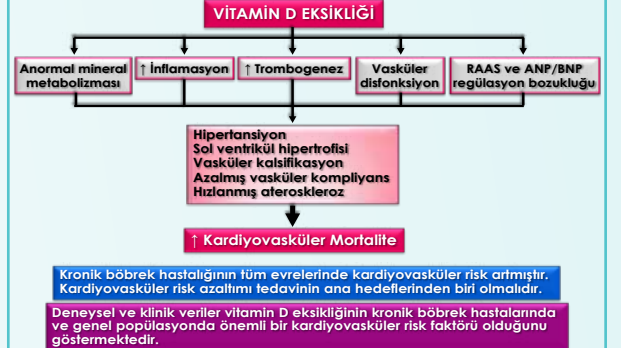 VİTAMİN D EKSİKLİĞİ
Anormal mineral
metabolizması
↑ İnflamasyon
↑ Trombogenez
Vasküler
disfonksiyon
RAAS ve ANP/BNP
regülasyon bozukluğu
Hipertansiyon
Sol ventrikül hipertrofisi
Vasküler kalsifikasyon
Azalmış vasküler kompliyans
Hızlanmış ateroskleroz
↑ Kardiyovasküler Mortalite
Kronik böbrek hastalığının tüm evrelerinde kardiyovasküler risk artmıştır.
Kardiyovasküler risk azaltımı tedavinin ana hedeflerinden biri olmalıdır.
Deneysel ve klinik veriler vitamin D eksikliğinin kronik böbrek hastalarında
ve genel popülasyonda önemli bir kardiyovasküler risk faktörü olduğunu
göstermektedir.